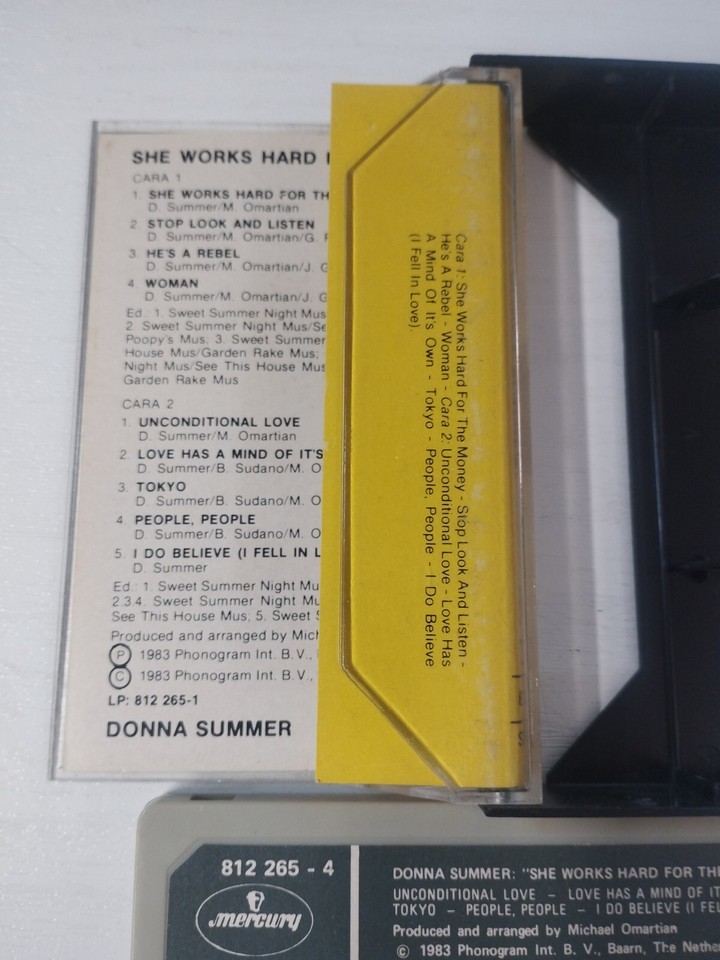 SHE WORKS HARD
CARA 1
1. SHE WORKS HARD FOR TH
D. Summer/M. Omartian
2. STOP LOOK AND LISTEN
D. Summer/M. Omartian/G.
3. HE'S A REBEL
D. Summer/M. Omartian/J. G
4. WOMAN
D. Summer/M. Omartian/J. G
Ed.: 1. Sweet Summer Night Mus
2. Sweet Summer Night Mus/Se
Poopy's Mus; 3. Sweet Summer
House Mus/Garden Rake Mus;
Night Mus/See This House Mus
Garden Rake Mus
CARA 2
1. UNCONDITIONAL LOVE
D. Summer/M. Omartian
2. LOVE HAS A MIND OF IT'S
D. Summer/B. Sudano/M. O
3. TOKYO
D. Summer/B. Sudano/M. O
4. PEOPLE, PEOPLE
D. Summer/B. Sudano/M. O
5. I DO BELIEVE (I FELL IN L
D. Summer
Ed.: 1. Sweet Summer Night Mu
2.3.4. Sweet Summer Night Mu
See This House Mus; 5. Sweet S
Produced and arranged by Mich
Ⓟ 1983 Phonogram Int. B.V.,
© 1983 Phonogram Int. B.V.,
LP: 812 265-1
DONNA SUMMER
Cara 1: She Works Hard For The Money - Stop Look And Listen -
He's A Rebel - Woman - Cara 2: Unconditional Love - Love Has
A Mind Of It's Own - Tokyo - People, People - I Do Believe
(I Fell In Love).
812 265 - 4
mercury
DONNA SUMMER: "SHE WORKS HARD FOR THE
UNCONDITIONAL LOVE – LOVE HAS A MIND OF IT
TOKYO – PEOPLE, PEOPLE – I DO BELIEVE (I FEL
Produced and arranged by Michael Omartian
© 1983 Phonogram Int. B. V., Baarn, The Nethe